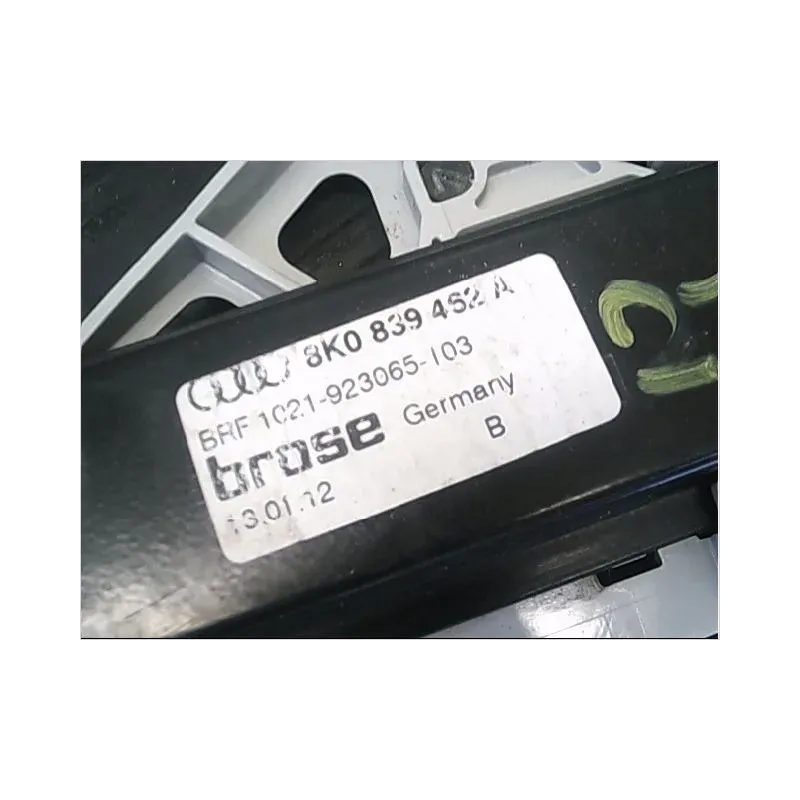 8K0 839 462 A
BRF 1021-923065-103
brose Germany
B
13.01.12